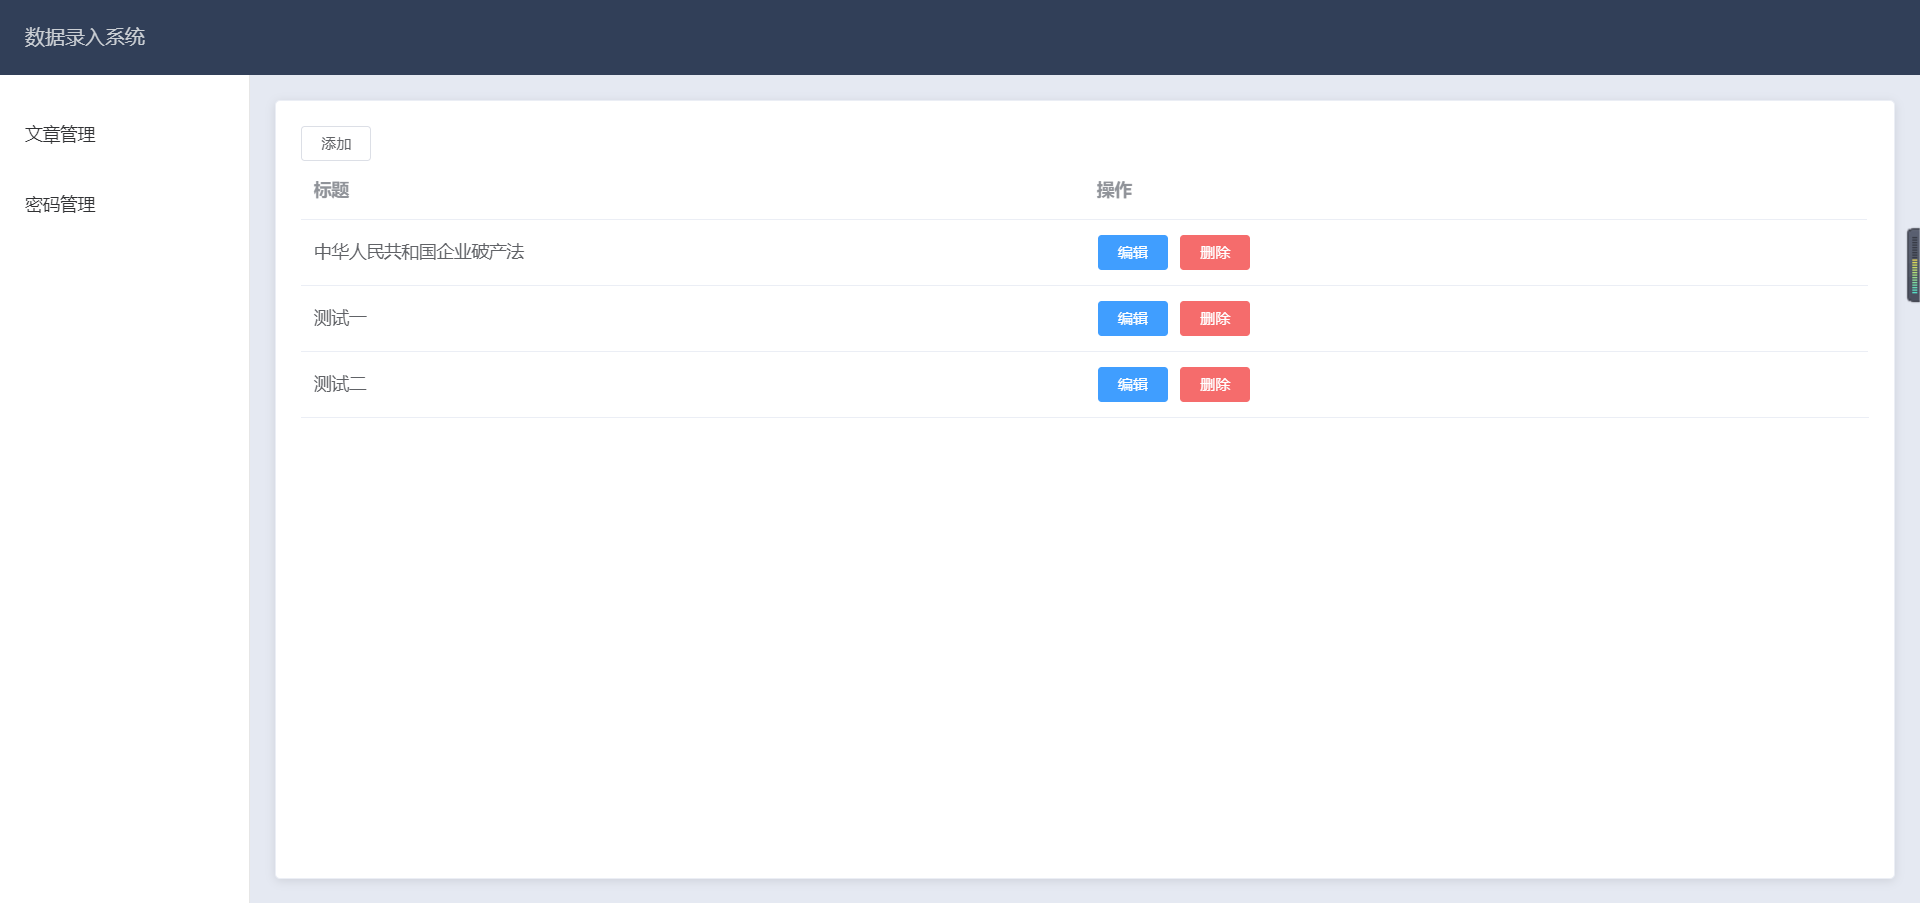 数据录入系统
文章管理
密码管理
添加
标题 操作
中华人民共和国企业破产法 编辑 删除
测试一 编辑 删除
测试二 编辑 删除